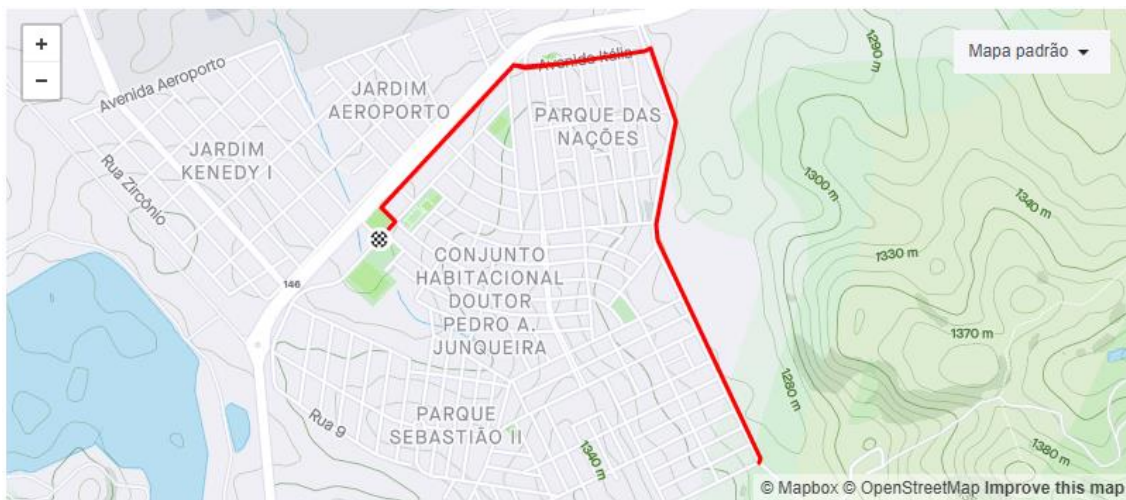 +
−
Mapa padrão
Avenida Itélia
1290 m
Avenida Aeroporto
JARDIM
AEROPORTO
PARQUE DAS
NAÇÕES
JARDIM
KENEDY I
Rua Zircônio
1300 m
1340 m
1330 m
146
CONJUNTO
HABITACIONAL
DOUTOR
PEDRO A.
JUNQUEIRA
1370 m
1280 m
PARQUE
SEBASTIÃO II
Rua 9
1340 m
1380 m
© Mapbox © OpenStreetMap Improve this map